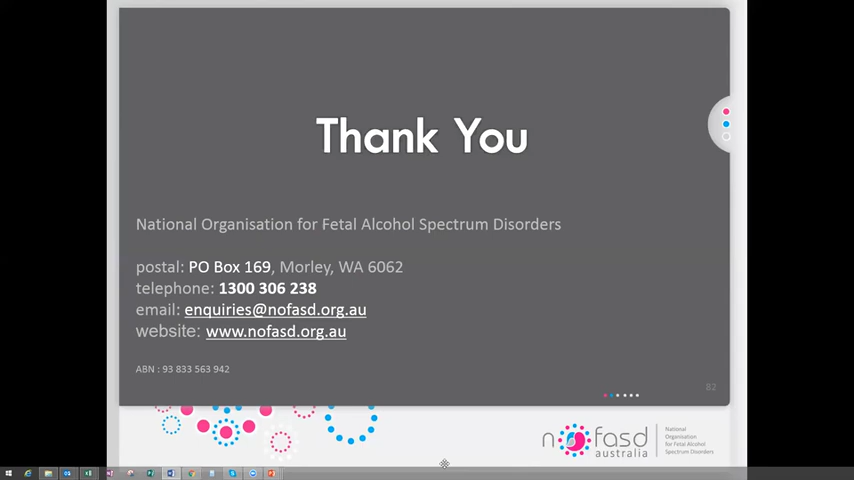 Thank You
National Organisation for Fetal Alcohol Spectrum Disorders
postal: PO Box 169, Morley, WA 6062
telephone: 1300 306 238
email: enquiries@nofasd.org.au
website: www.nofasd.org.au
ABN : 93 833 563 942
82
nofasd
australia
National
Organisation
for Fetal Alcohol
Spectrum Disorders